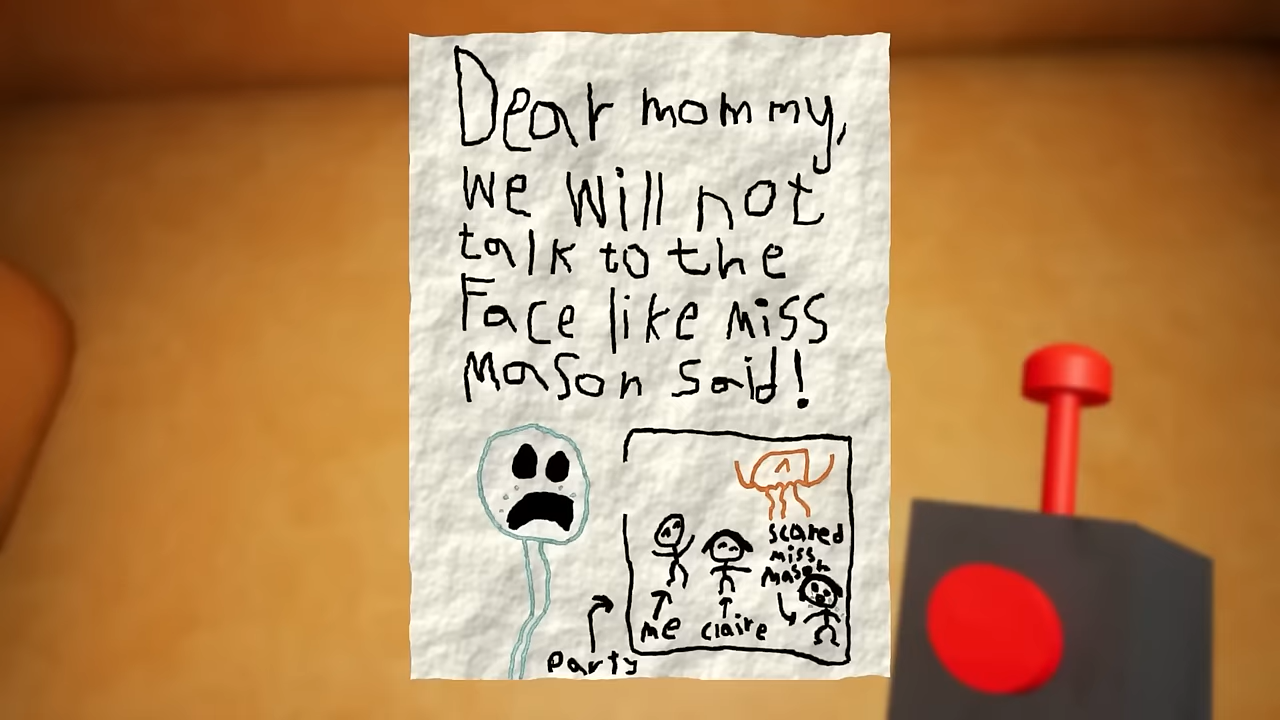 Dear mommy,
we will not
talk to the
Face like Miss
Mason said!
scared
miss
Mason
me
claire
party